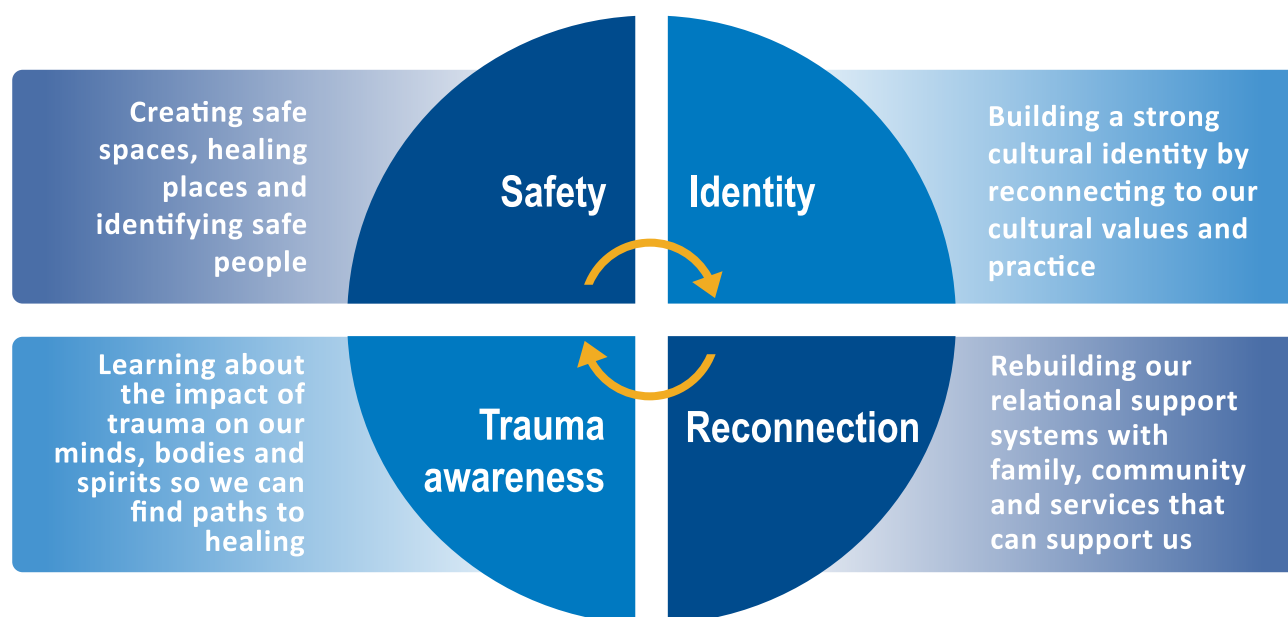 Creating safe
spaces, healing
places and
identifying safe
people
Safety
Identity
Building a strong
cultural identity by
reconnecting to our
cultural values and
practice
Learning about
the impact of
trauma on our
minds, bodies and
spirits so we can
find paths to
healing
Trauma
awareness
Reconnection
Rebuilding our
relational support
systems with
family, community
and services that
can support us